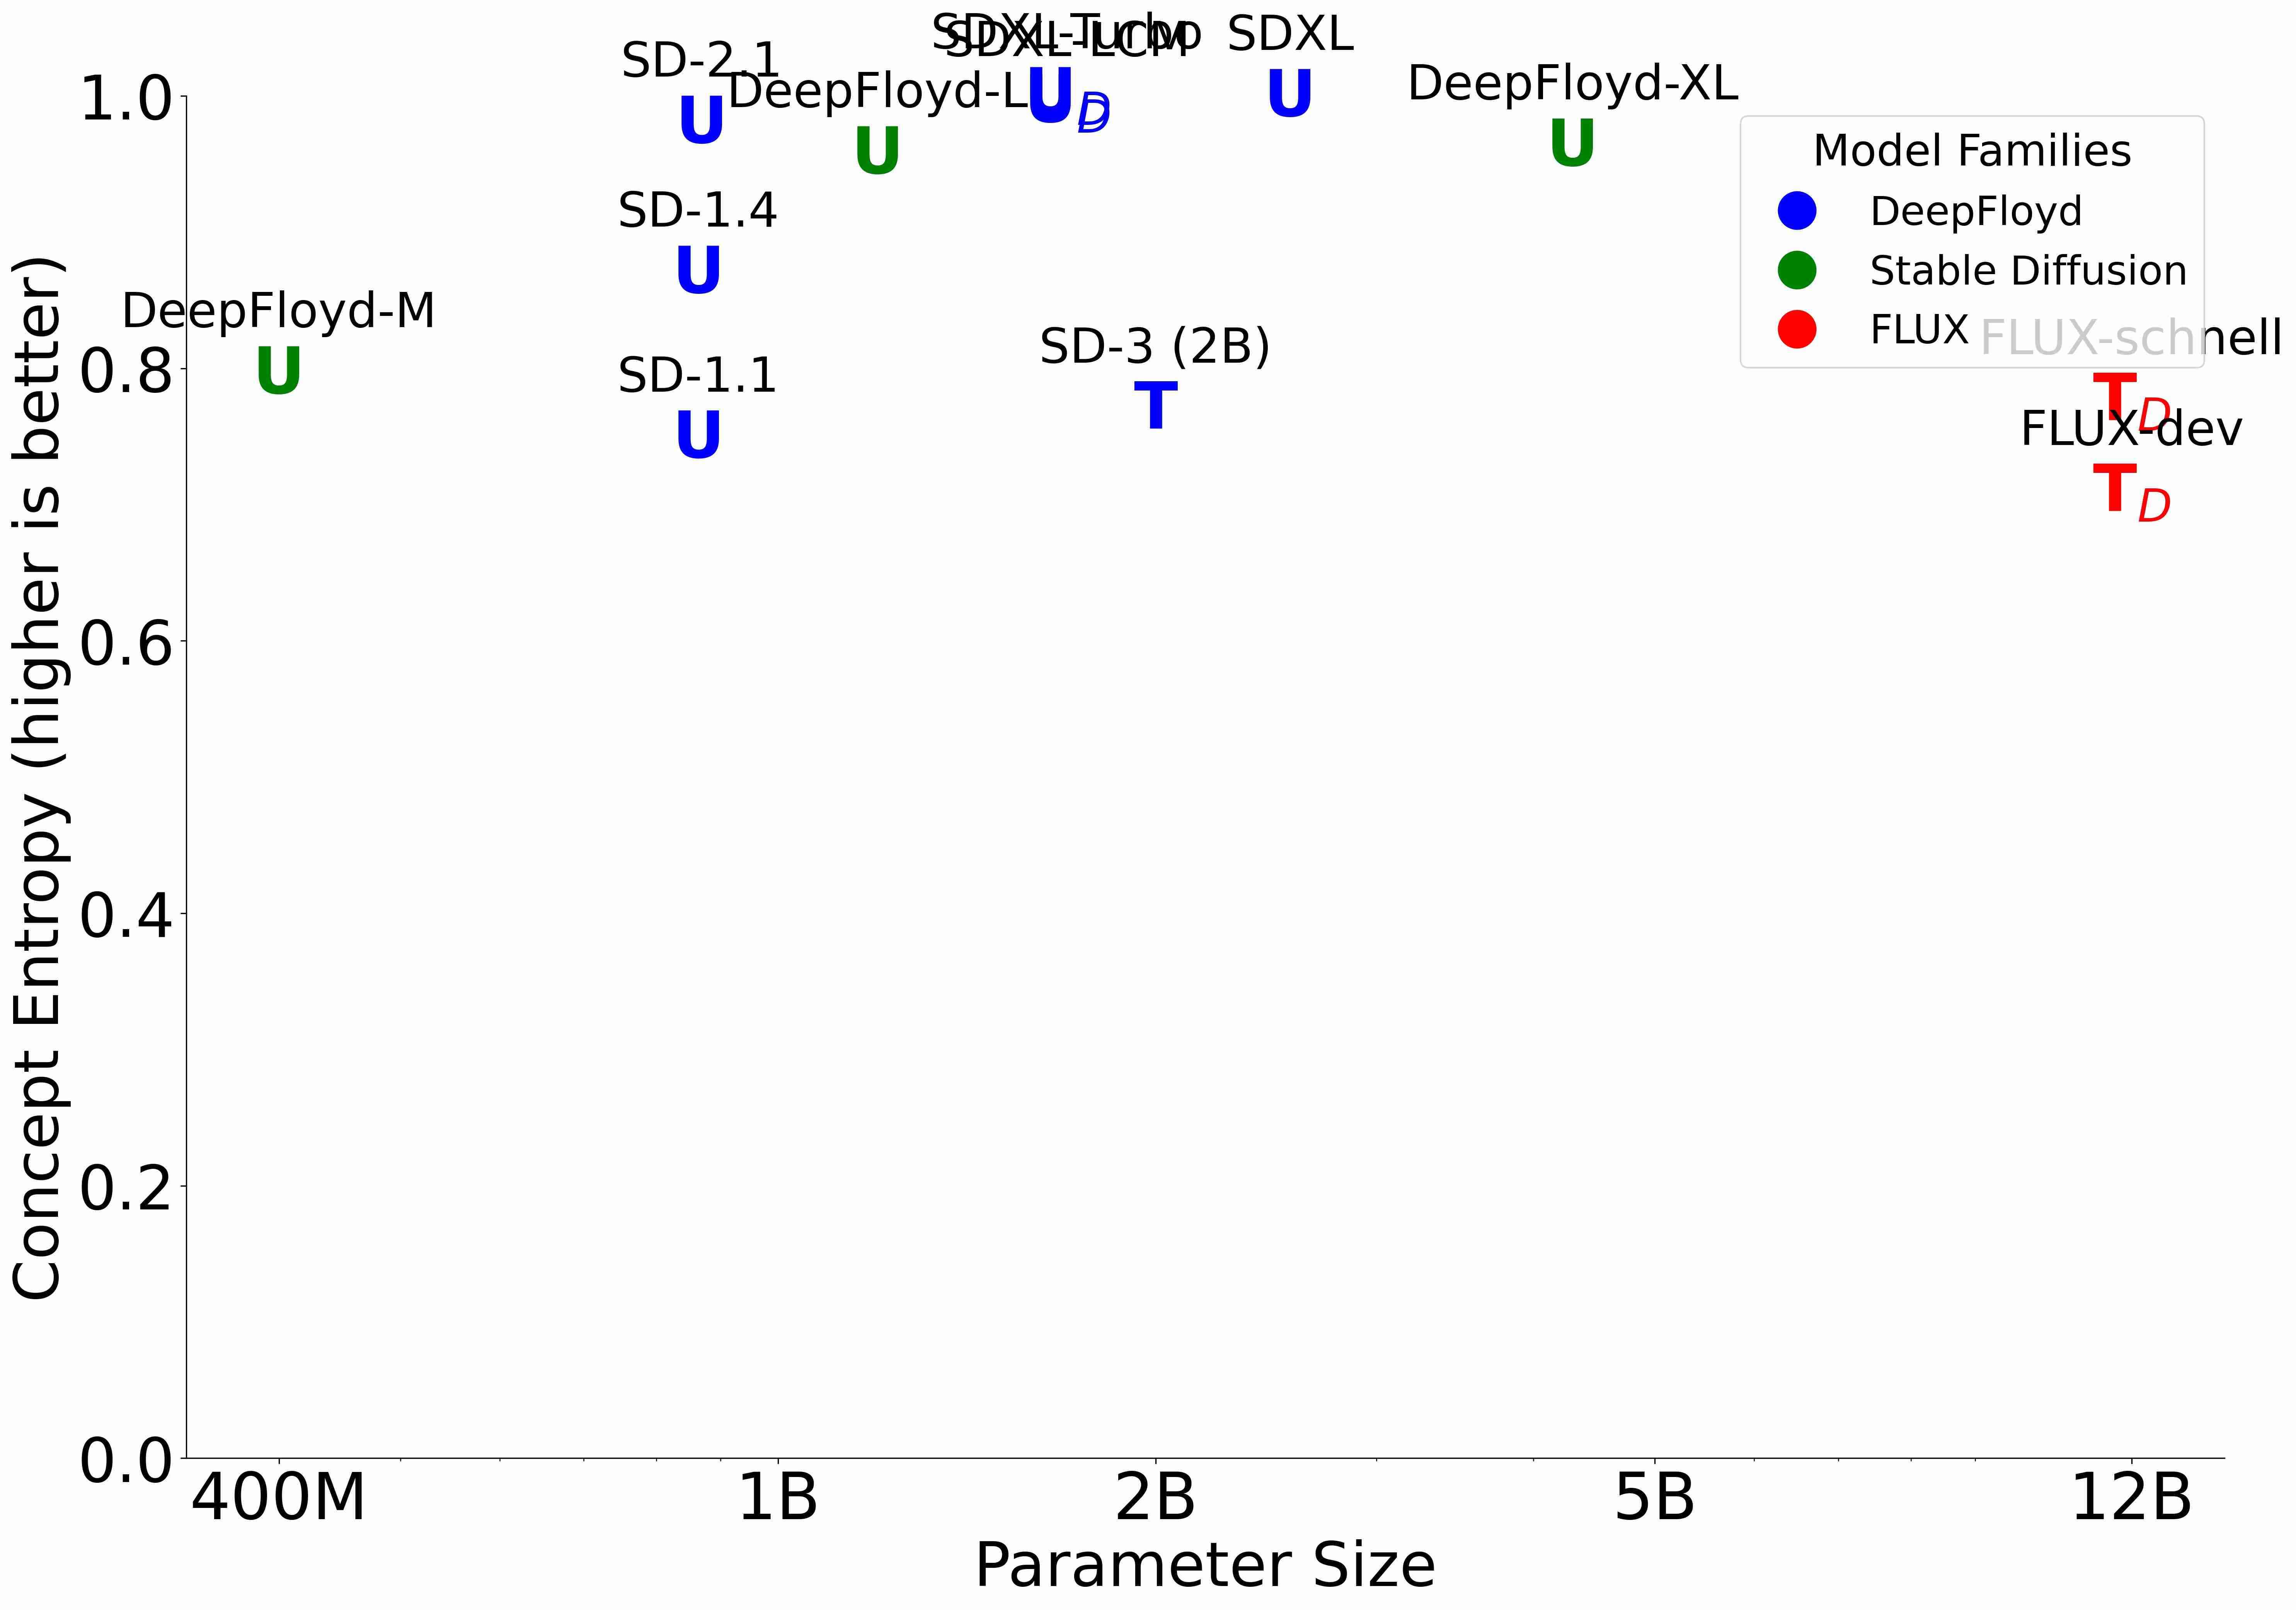 SDXL-Turbo
SDXL-LCM
SDXL
SD-2.1
DeepFloyd-L
DeepFloyd-XL
1.0
U
U
U D
U D
U
U
Model Families
DeepFloyd
Stable Diffusion
FLUX
SD-1.4
U
DeepFloyd-M
U
SD-3 (2B)
T
FLUX-schnell
T D
0.8
SD-1.1
U
FLUX-dev
T D
0.6
0.4
0.2
0.0
Concept Entropy (higher is better)
400M
1B
2B
5B
12B
Parameter Size